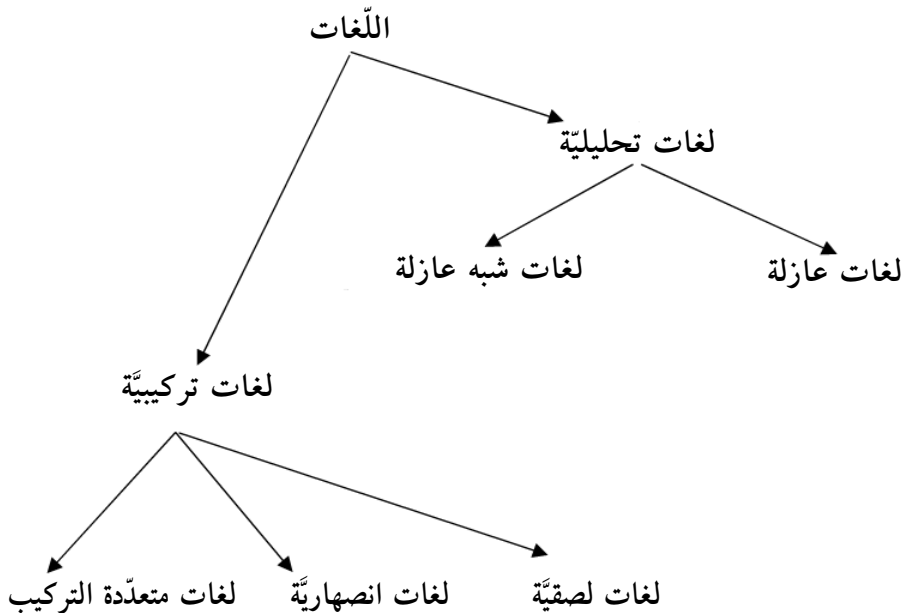 اللّغات
لغات تحليليّة
لغات عازلة
لغات شبه عازلة
لغات تركيبيَّة
لغات لصقيَّة
لغات انصهاريَّة
لغات متعدّدة التركيب